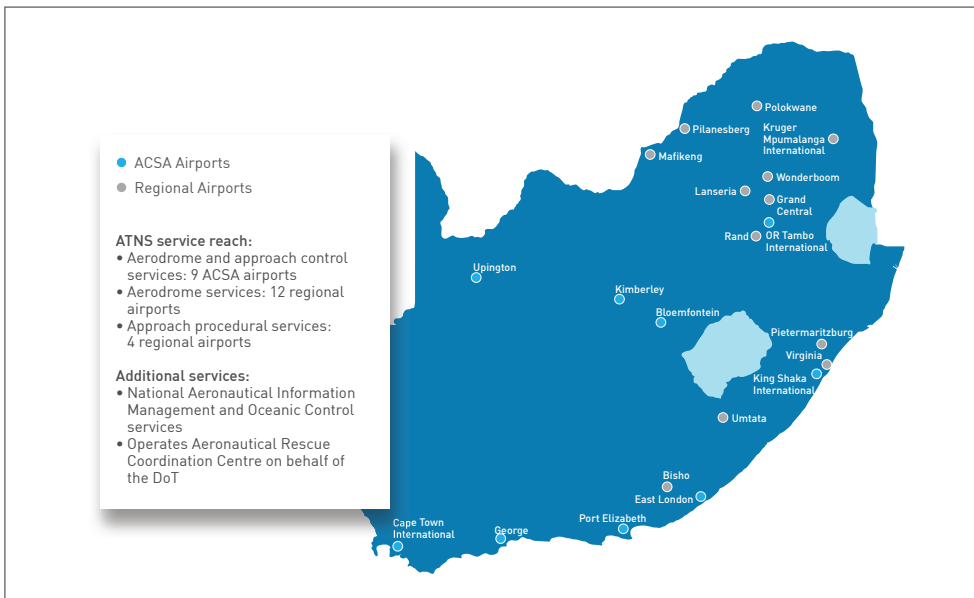 ACSA Airports
Regional Airports
ATNS service reach:
• Aerodrome and approach control
services: 9 ACSA airports
• Aerodrome services: 12 regional
airports
• Approach procedural services:
4 regional airports
Additional services:
• National Aeronautical Information
Management and Oceanic Control
services
• Operates Aeronautical Rescue
Coordination Centre on behalf of
the DoT
Polokwane
Pilanesberg
Kruger
Mpumalanga
International
Mafikeng
Wonderboom
Lanseria
Grand
Central
Rand
OR Tambo
International
Upington
Kimberley
Bloemfontein
Pietermaritzburg
Virginia
King Shaka
International
Umtata
Bisho
East London
Port Elizabeth
George
Cape Town
International